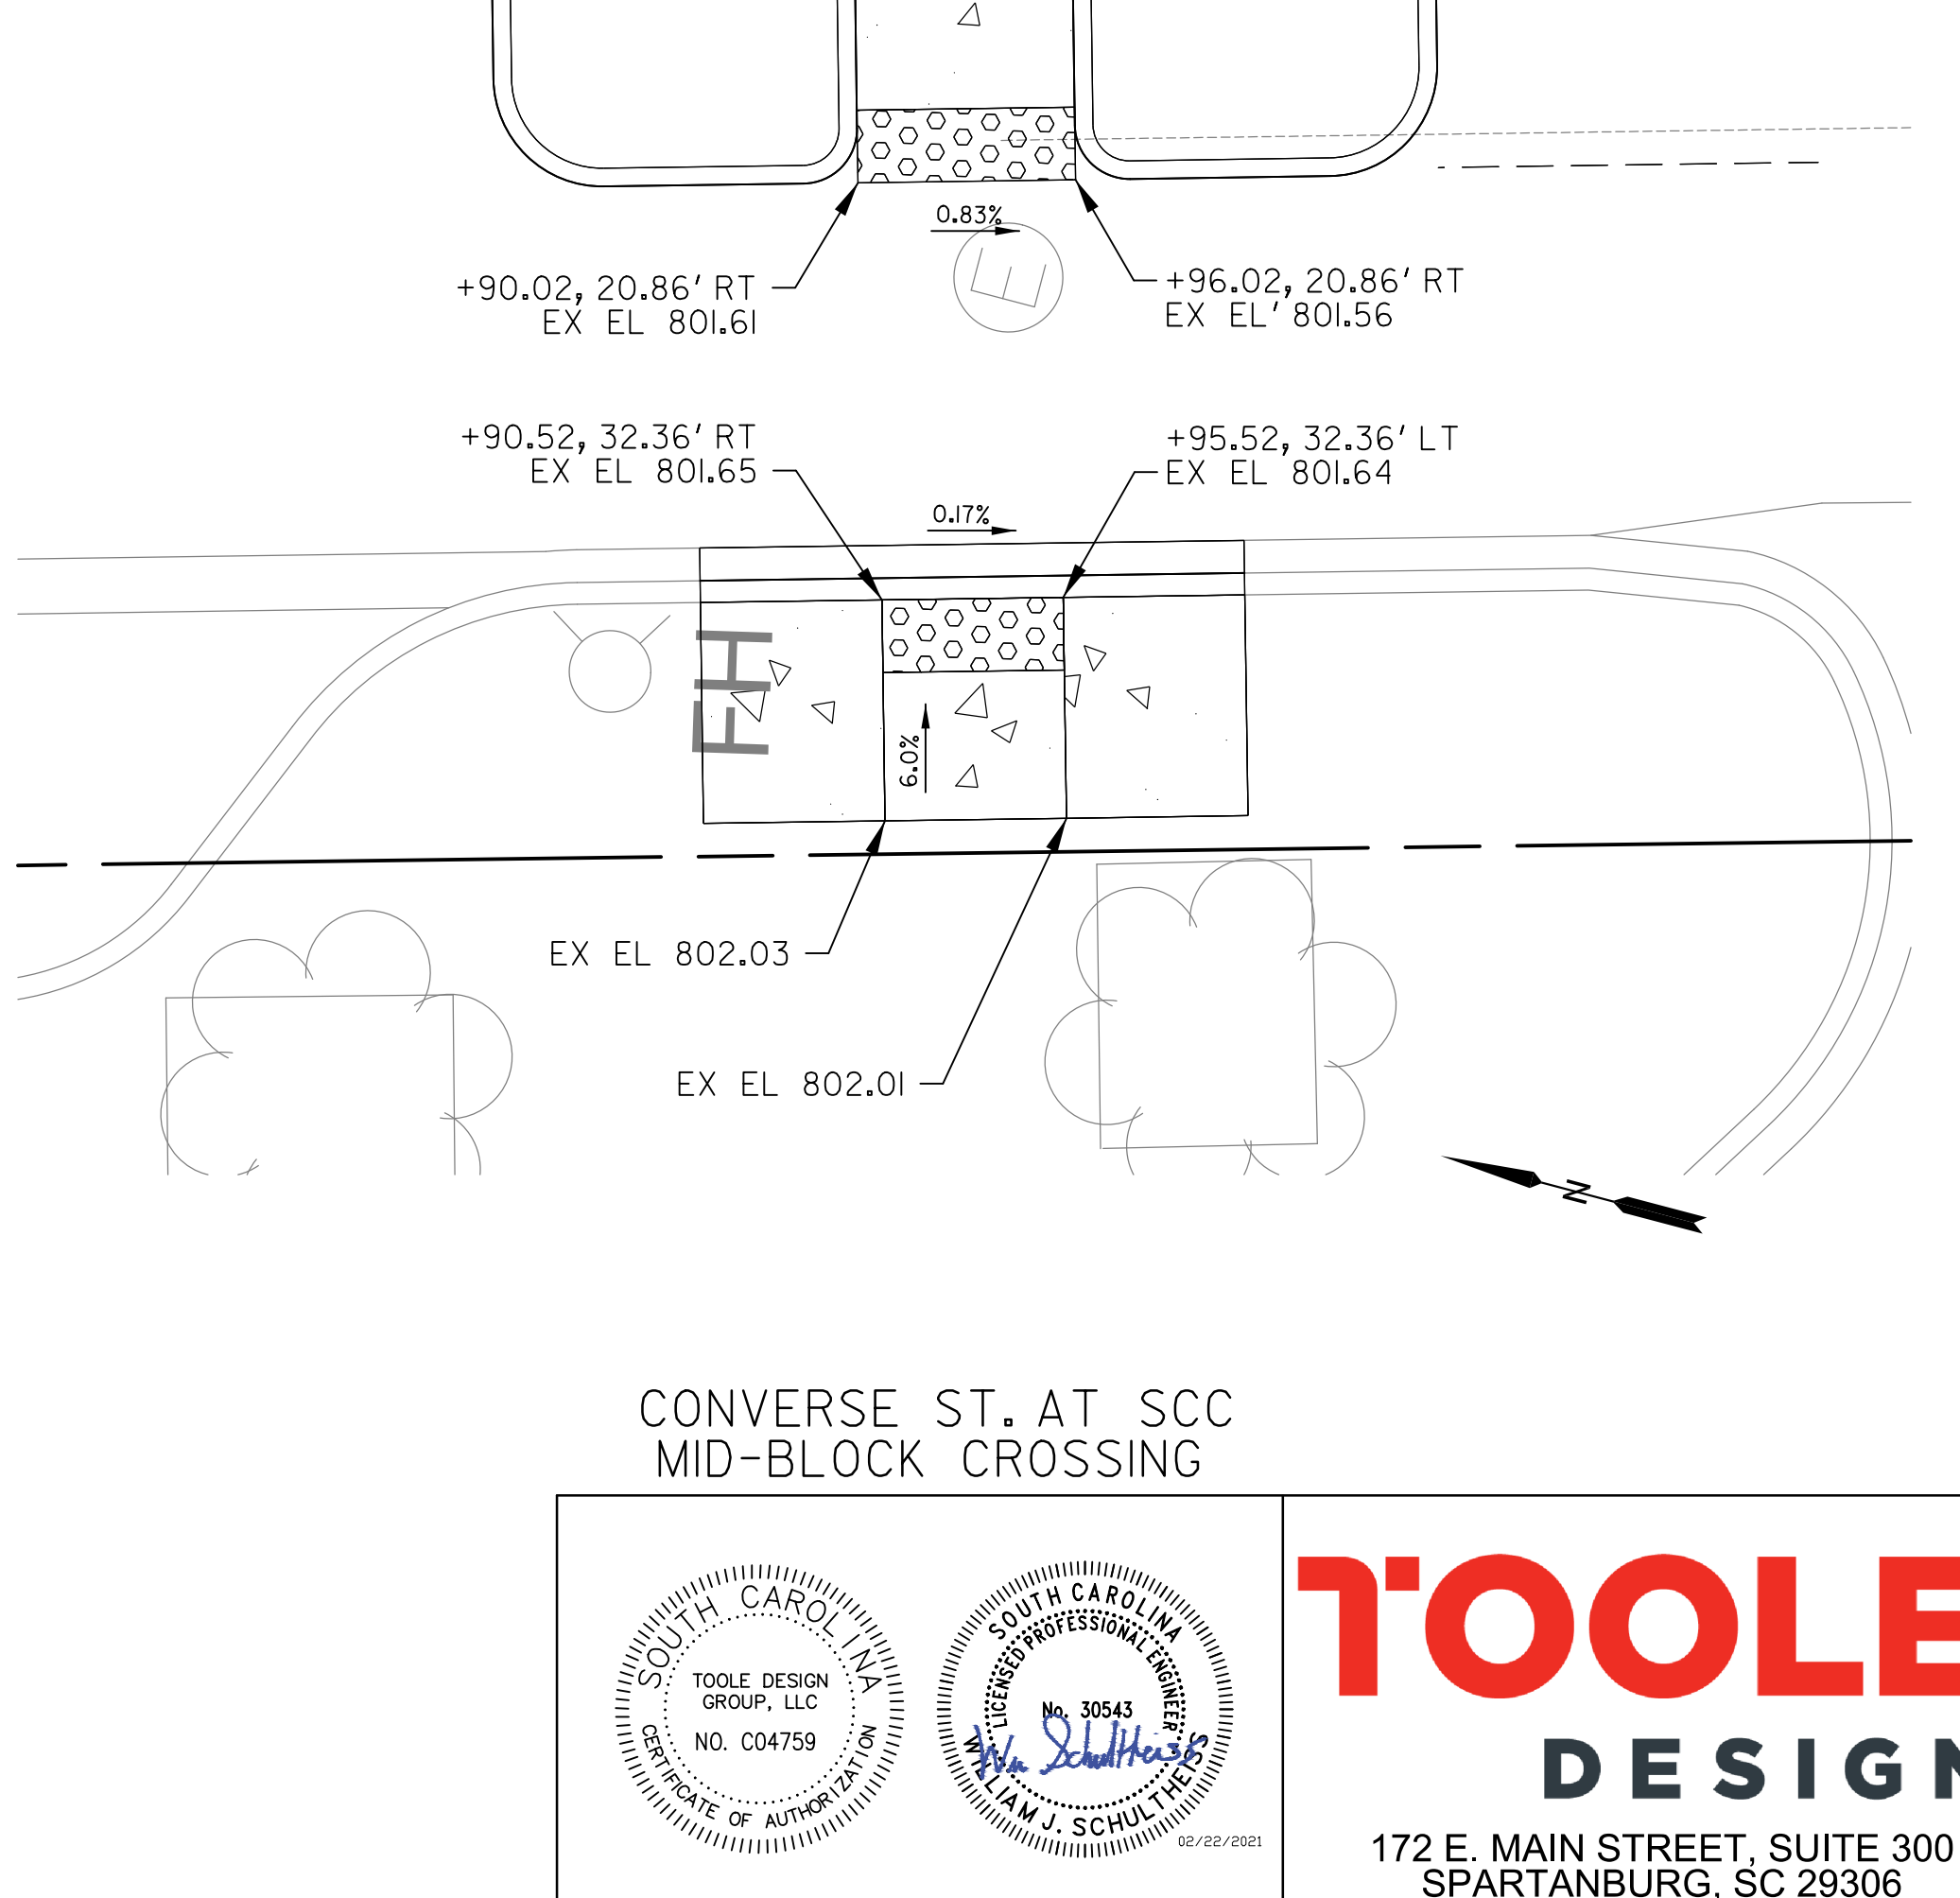 0.83%
+90.02, 20.86' RT
EX EL 801.61
E
+96.02, 20.86' RT
EX EL' 801.56
+90.52, 32.36' RT
EX EL 801.65
+95.52, 32.36' LT
EX EL 801.64
0.17%
FH
6.0%
EX EL 802.03
EX EL 802.01
N
CONVERSE ST. AT SCC
MID-BLOCK CROSSING
SOUTH CAROLINA
TOOLE DESIGN
GROUP, LLC
NO. C04759
CERTIFICATE OF AUTHORIZATION
SOUTH CAROLINA
LICENSED PROFESSIONAL ENGINEER
No. 30543
Wm Schultheiss
WILLIAM J. SCHULTHEISS
02/22/2021
TOOLE
DESIGN
172 E. MAIN STREET, SUITE 300
SPARTANBURG, SC 29306